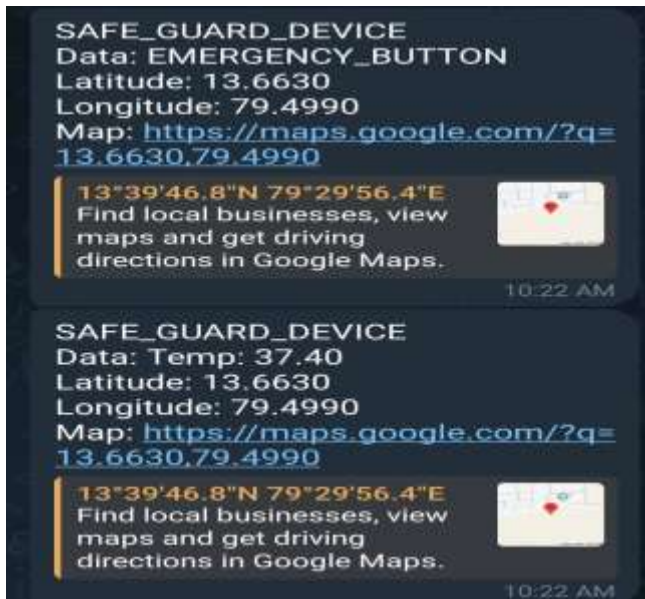 SAFE_GUARD_DEVICE
Data: EMERGENCY_BUTTON
Latitude: 13.6630
Longitude: 79.4990
Map: https://maps.google.com/?q=
13.6630,79.4990
13°39'46.8"N 79°29'56.4"E
Find local businesses, view
maps and get driving
directions in Google Maps.
10:22 AM
SAFE_GUARD_DEVICE
Data: Temp: 37.40
Latitude: 13.6630
Longitude: 79.4990
Map: https://maps.google.com/?q=
13.6630,79.4990
13°39'46.8"N 79°29'56.4"E
Find local businesses, view
maps and get driving
directions in Google Maps.
10:22 AM